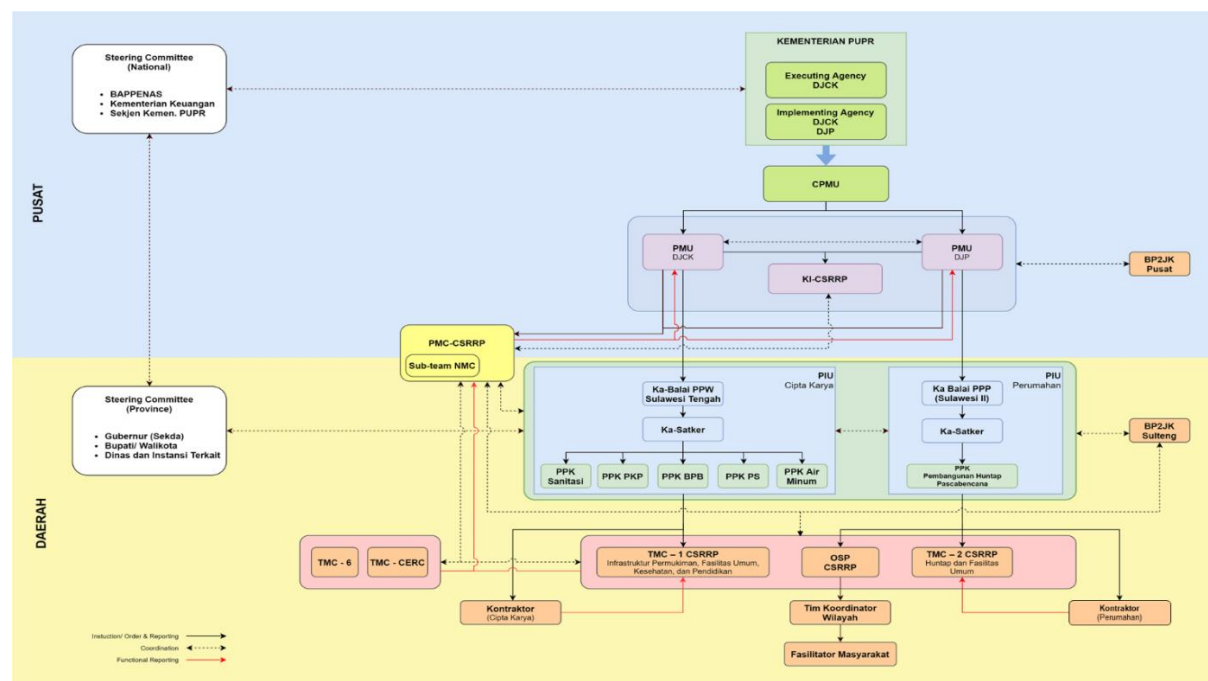 PUSAT
Steering Committee
(National)
• BAPPENAS
• Kementerian Keuangan
• Sekjen Kemen. PUPR
KEMENTERIAN PUPR
Executing Agency
DJCK
Implementing Agency
DJCK
DJP
CPMU
PMU
DJCK
PMU
DJP
KI-CSRRP
BP2JK
Pusat
PMC-CSRRP
Sub-team NMC
DAERAH
Steering Committee
(Province)
• Gubernur (Sekda)
• Bupati/ Walikota
• Dinas dan Instansi Terkait
PIU
Cipta Karya
Ka-Balai PPW
Sulawesi Tengah
Ka-Satker
PPK
Sanitasi
PPK PKP
PPK BPB
PPK PS
PPK Air
Minum
PIU
Perumahan
Ka Balai PPP
(Sulawesi II)
Ka-Satker
PPK
Pembangunan Huntap
Pascabencana
BP2JK
Sulteng
TMC - 6
TMC - CERC
TMC – 1 CSRRP
Infrastruktur Permukiman, Fasilitas Umum,
Kesehatan, dan Pendidikan
OSP
CSRRP
TMC – 2 CSRRP
Huntap dan Fasilitas
Umum
Kontraktor
(Cipta Karya)
Tim Koordinator
Wilayah
Kontraktor
(Perumahan)
Fasilitator Masyarakat
Instuction/ Order & Reporting
Coordination
Functional Reporting